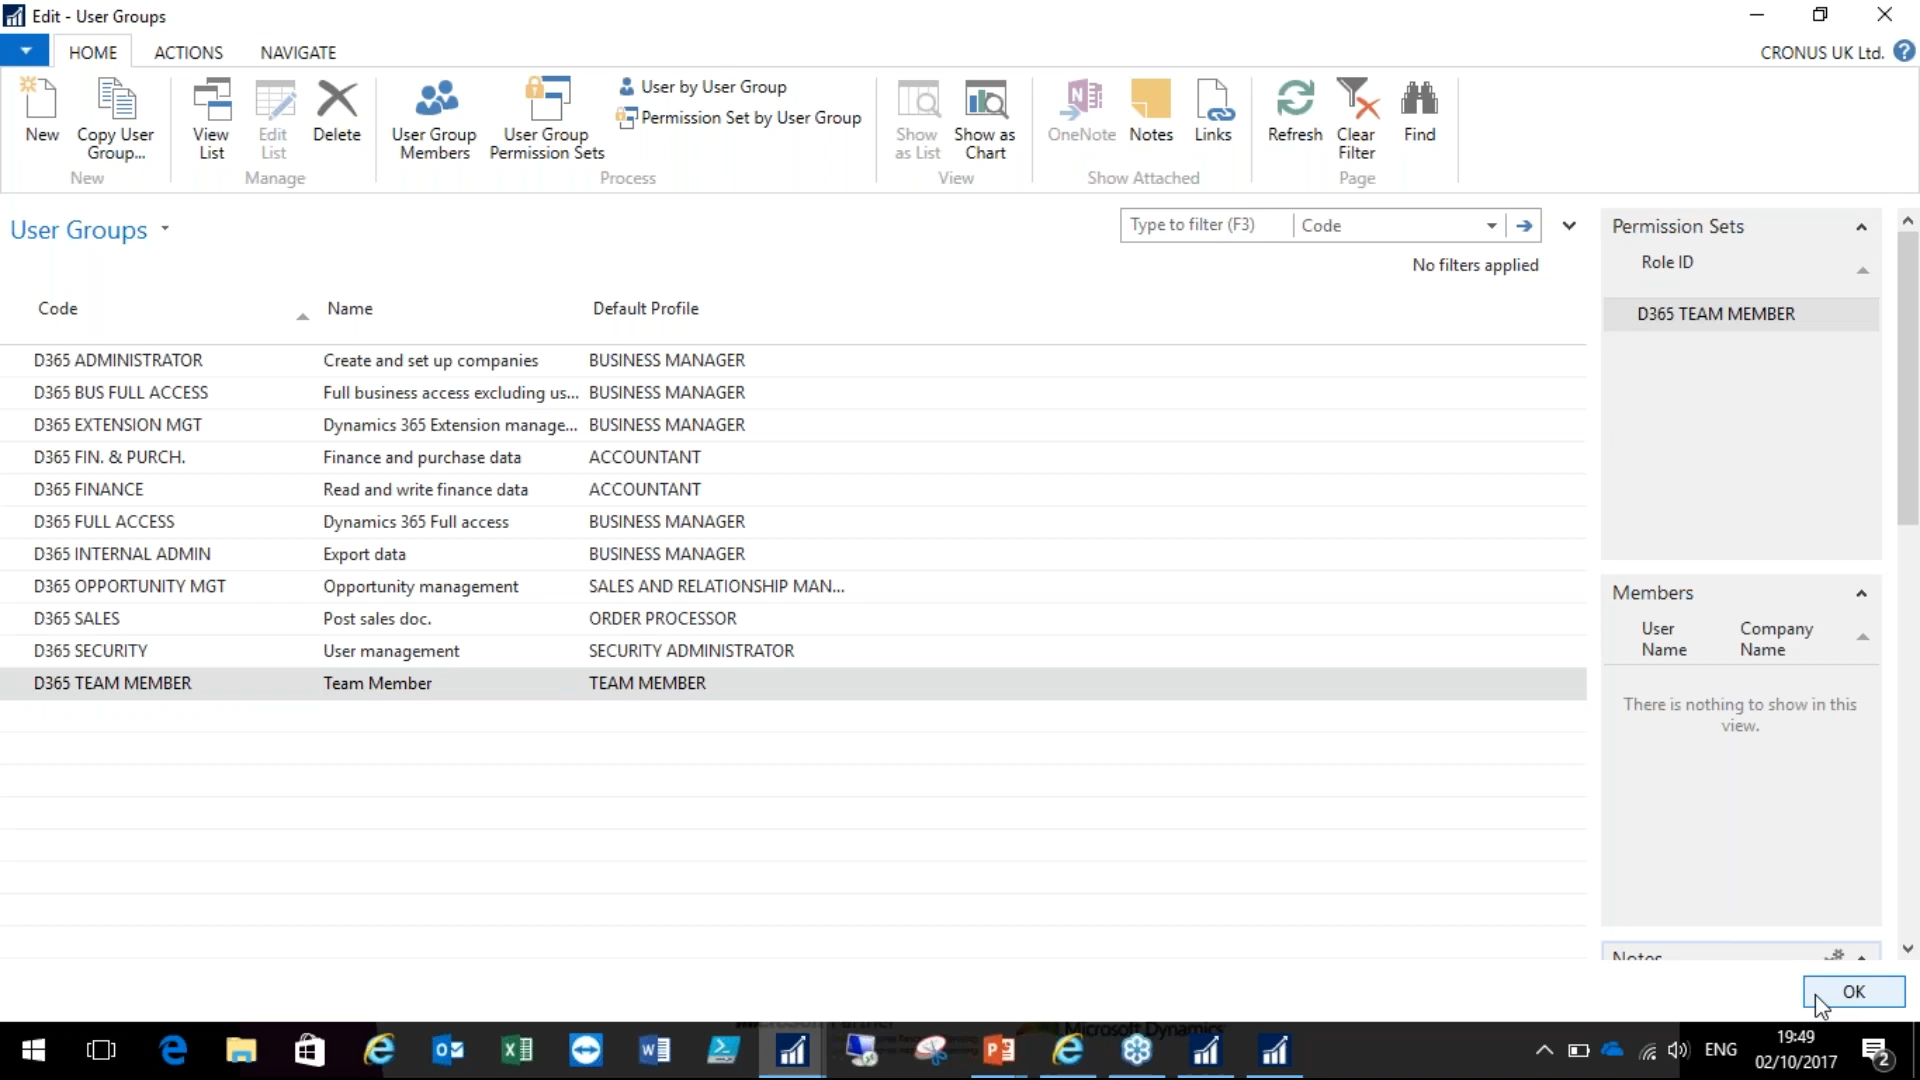 Edit - User Groups
HOME ACTIONS NAVIGATE CRONUS UK Ltd. ?
New
Copy User Group...
New
View List
Edit List
Delete
Manage
User Group Members
User Group Permission Sets
User by User Group
Permission Set by User Group
Process
Show as List
Show as Chart
View
OneNote
Notes
Links
Show Attached
Refresh
Clear Filter
Find
Page
User Groups
Type to filter (F3) Code
No filters applied
Code Name Default Profile
D365 ADMINISTRATOR Create and set up companies BUSINESS MANAGER
D365 BUS FULL ACCESS Full business access excluding us... BUSINESS MANAGER
D365 EXTENSION MGT Dynamics 365 Extension manage... BUSINESS MANAGER
D365 FIN. & PURCH. Finance and purchase data ACCOUNTANT
D365 FINANCE Read and write finance data ACCOUNTANT
D365 FULL ACCESS Dynamics 365 Full access BUSINESS MANAGER
D365 INTERNAL ADMIN Export data BUSINESS MANAGER
D365 OPPORTUNITY MGT Opportunity management SALES AND RELATIONSHIP MAN...
D365 SALES Post sales doc. ORDER PROCESSOR
D365 SECURITY User management SECURITY ADMINISTRATOR
D365 TEAM MEMBER Team Member TEAM MEMBER
Permission Sets
Role ID
D365 TEAM MEMBER
Members
User Name Company Name
There is nothing to show in this
view.
Notes
OK
Microsoft Dynamics
ENG
19:49
02/10/2017
2